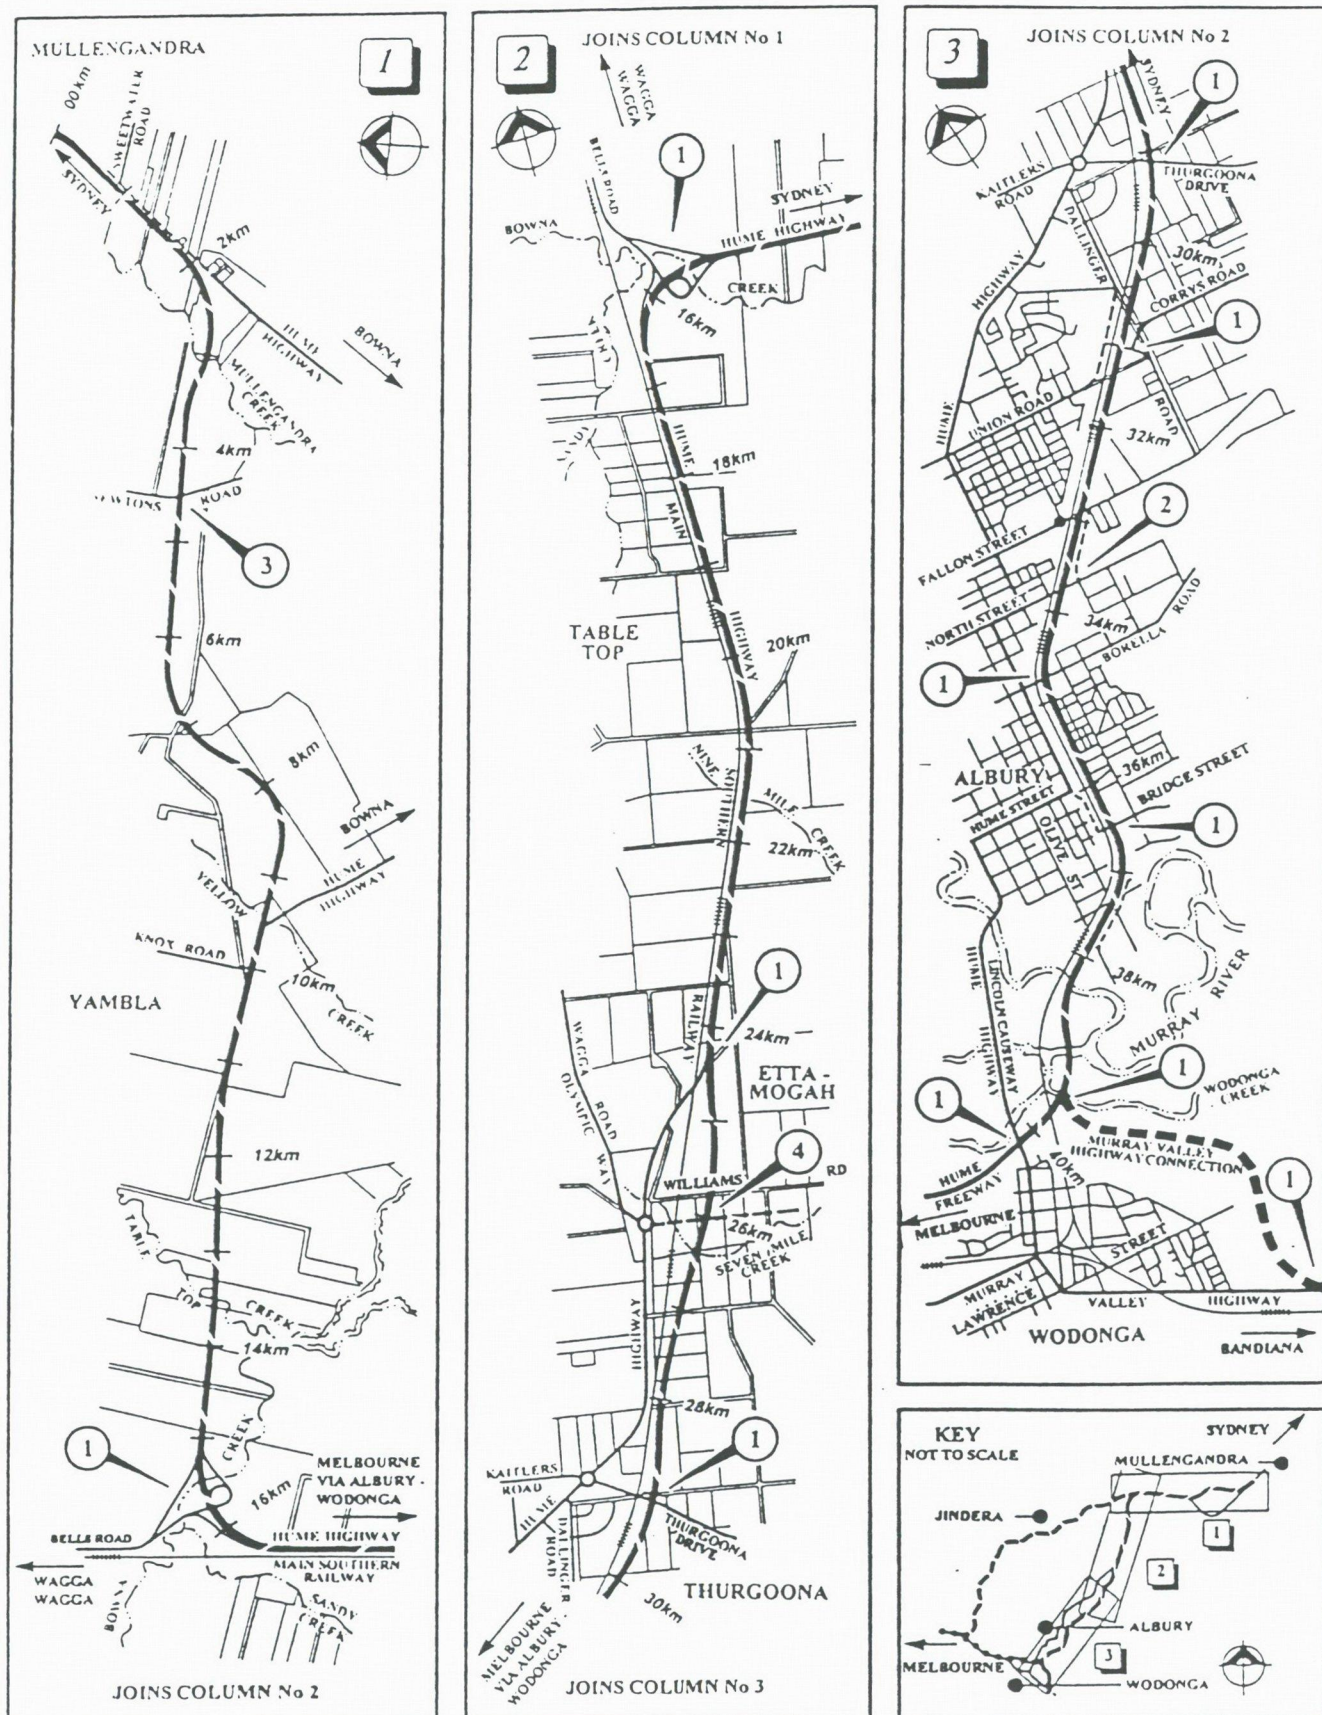 MULLENGANDRA
1
00km
SWEETWATER
ROAD
SYDNEY
2km
HUME
HIGHWAY
BOWNA
MULLENGANDRA
CREEK
4km
ROAD
3
6km
8km
BOWNA
HUME
HIGHWAY
YELLOW
KNOX ROAD
10km
CREEK
YAMBLA
12km
TABLE
TOP
CREEK
14km
1
CREEK
16km
MELBOURNE
VIA ALBURY -
WODONGA
BELLS ROAD
HUME HIGHWAY
MAIN SOUTHERN
RAILWAY
WAGGA
WAGGA
BOWNA
SANDY
CREEK
JOINS COLUMN No 2
2
JOINS COLUMN No 1
WAGGA
WAGGA
BELLS ROAD
1
SYDNEY
HUME HIGHWAY
BOWNA
CREEK
16km
SANDY
HUME
18km
MAIN
HIGHWAY
TABLE
TOP
20km
NINE
MILE
CREEK
SOUTHERN
22km
1
RAILWAY
24km
WAGGA
ROAD
OLYMPIC
WAY
ETTA-
MOGAH
4
WILLIAMS
RD
26km
SEVEN MILE
CREEK
HIGHWAY
28km
1
KAITLERS
ROAD
HUME
DALLINGER
ROAD
THURGOONA
DRIVE
30km
THURGOONA
MELBOURNE
VIA ALBURY -
WODONGA
JOINS COLUMN No 3
3
JOINS COLUMN No 2
SYDNEY
1
KAITLERS
ROAD
THURGOONA
DRIVE
DALLINGER
30km
HIGHWAY
CORRYS ROAD
1
HUME
UNION ROAD
ROAD
32km
2
FALLON STREET
NORTH STREET
34km
BORELLA
ROAD
1
36km
BRIDGE STREET
ALBURY
HUME STREET
OLIVE ST
1
38km
HUME
HIGHWAY
LINCOLN CAUSEWAY
MURRAY RIVER
1
1
WODONGA
CREEK
MURRAY VALLEY
HIGHWAY CONNECTION
1
40km
HUME
FREEWAY
MELBOURNE
STREET
MURRAY
LAWRENCE
VALLEY
HIGHWAY
WODONGA
BANDIANA
KEY
NOT TO SCALE
SYDNEY
MULLENGANDRA
JINDERA
1
2
ALBURY
3
MELBOURNE
WODONGA